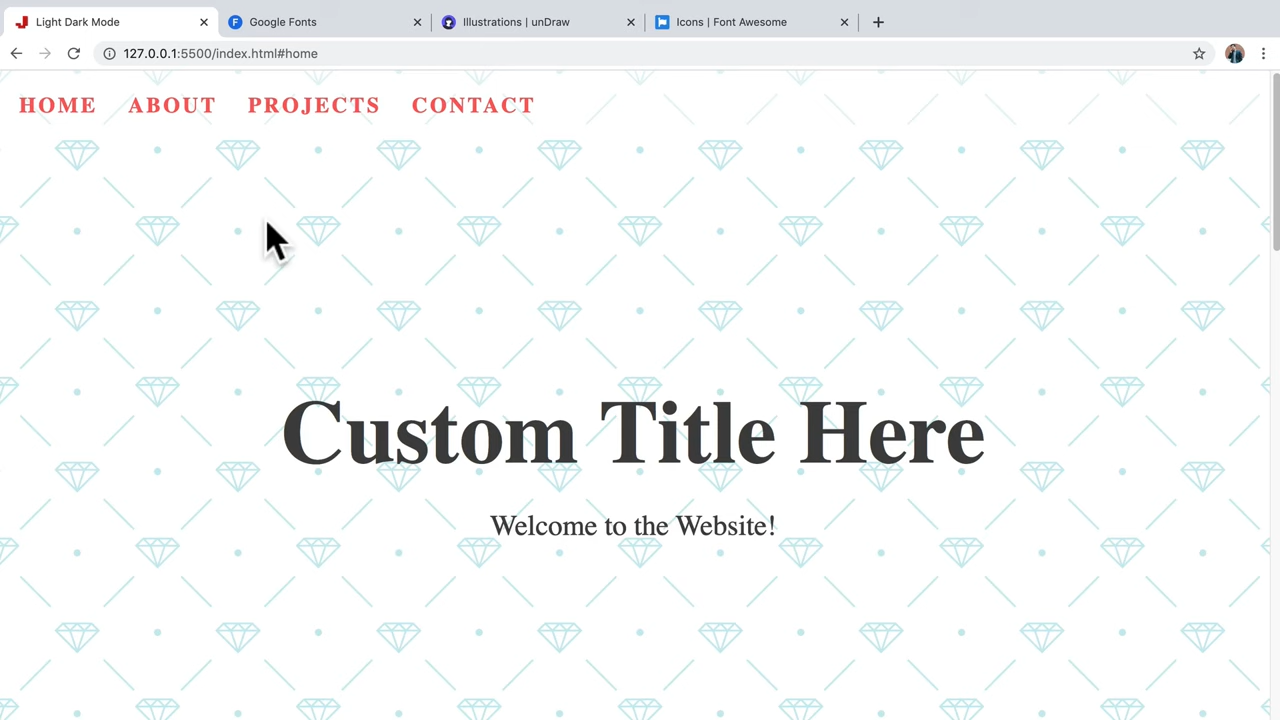 Light Dark Mode
Google Fonts
Illustrations | unDraw
Icons | Font Awesome
127.0.0.1:5500/index.html#home
HOME ABOUT PROJECTS CONTACT
Custom Title Here
Welcome to the Website!